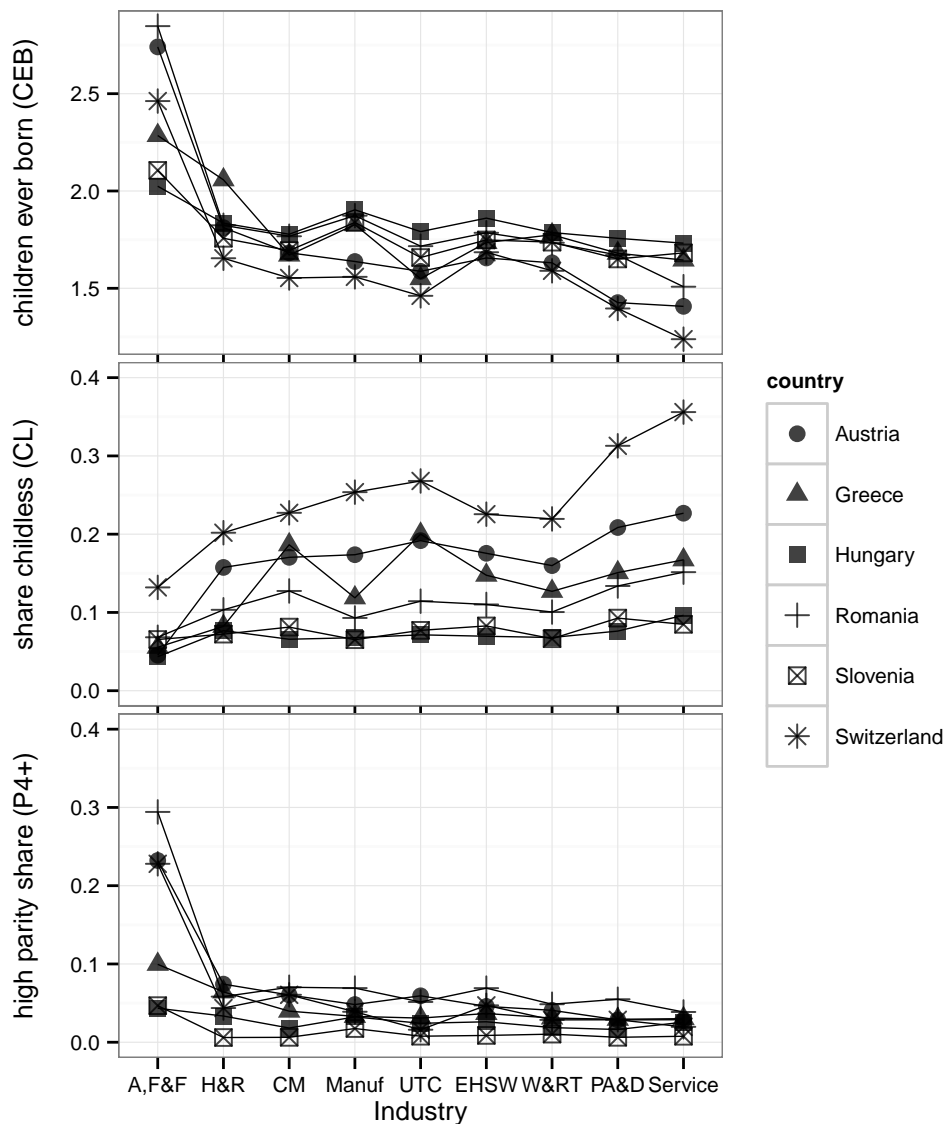 children ever born (CEB)
2.5
2.0
1.5
share childless (CL)
0.4
0.3
0.2
0.1
0.0
high parity share (P4+)
0.4
0.3
0.2
0.1
0.0
A,F&F H&R CM Manuf UTC EHSW W&RT PA&D Service
Industry
country
Austria
Greece
Hungary
Romania
Slovenia
Switzerland